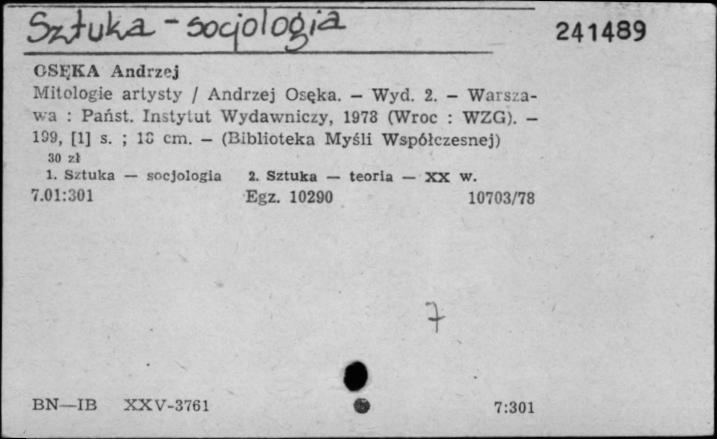 Sztuka - socjologia
241489
OSĘKA Andrzej
Mitologie artysty / Andrzej Osęka. — Wyd. 2. — Warsza-
wa : Państ. Instytut Wydawniczy, 1978 (Wroc : WZG). —
199, [1] s. ; 18 cm. — (Biblioteka Myśli Współczesnej)
30 zł
1. Sztuka — socjologia 2. Sztuka — teoria — XX w.
7.01:301 Egz. 10290 10703/78
7
BN—IB XXV-3761 7:301